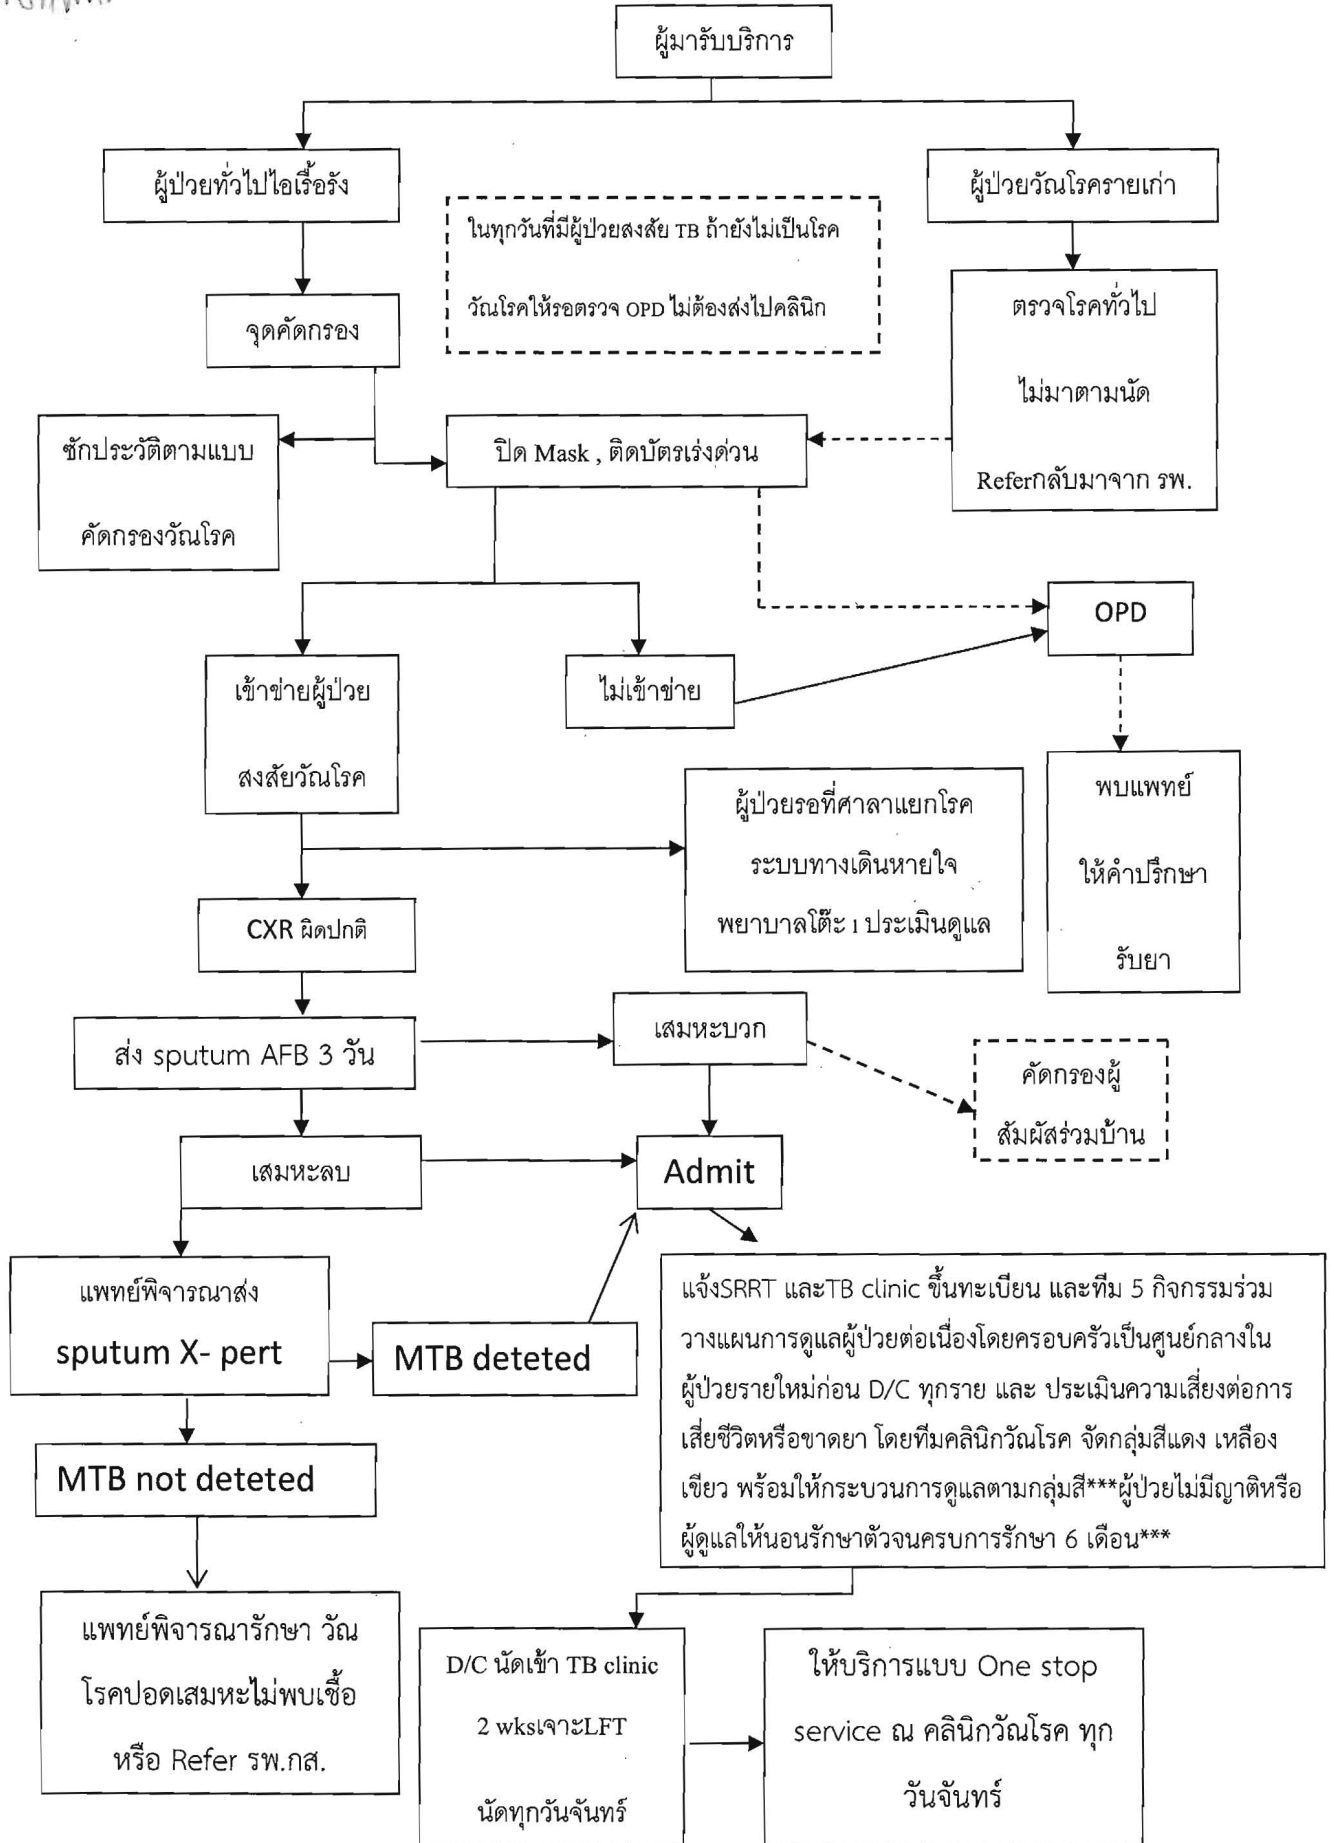 ผู้มารับบริการ
ผู้ป่วยทั่วไปไอเรื้อรัง
ผู้ป่วยวัณโรครายเก่า
ในทุกวันที่มีผู้ป่วยสงสัย TB ถ้ายังไม่เป็นโรค
วัณโรคให้รอตรวจ OPD ไม่ต้องส่งไปคลินิก
จุดคัดกรอง
ตรวจโรคทั่วไป
ไม่มาตามนัด
Referกลับมาจาก รพ.
ซักประวัติตามแบบ
คัดกรองวัณโรค
ปิด Mask , ติดบัตรเร่งด่วน
OPD
เข้าข่ายผู้ป่วย
สงสัยวัณโรค
ไม่เข้าข่าย
ผู้ป่วยรอที่ศาลาแยกโรค
ระบบทางเดินหายใจ
พยาบาลโต๊ะ 1 ประเมินดูแล
พบแพทย์
ให้คำปรึกษา
รับยา
CXR ผิดปกติ
ส่ง sputum AFB 3 วัน
เสมหะบวก
คัดกรองผู้
สัมผัสร่วมบ้าน
เสมหะลบ
Admit
แพทย์พิจารณาส่ง
sputum X- pert
MTB deteted
แจ้งSRRT และTB clinic ขึ้นทะเบียน และทีม 5 กิจกรรมร่วม
วางแผนการดูแลผู้ป่วยต่อเนื่องโดยครอบครัวเป็นศูนย์กลางใน
ผู้ป่วยรายใหม่ก่อน D/C ทุกราย และ ประเมินความเสี่ยงต่อการ
เสี่ยชีวิตหรือขาดยา โดยทีมคลินิกวัณโรค จัดกลุ่มสีแดง เหลือง
เขียว พร้อมให้กระบวนการดูแลตามกลุ่มสี***ผู้ป่วยไม่มีญาติหรือ
ผู้ดูแลให้นอนรักษาตัวจนครบการรักษา 6 เดือน***
MTB not deteted
แพทย์พิจารณารักษา วัณ
โรคปอดเสมหะไม่พบเชื้อ
หรือ Refer รพ.กส.
D/C นัดเข้า TB clinic
2 wksเจาะLFT
นัดทุกวันจันทร์
ให้บริการแบบ One stop
service ณ คลินิกวัณโรค ทุก
วันจันทร์